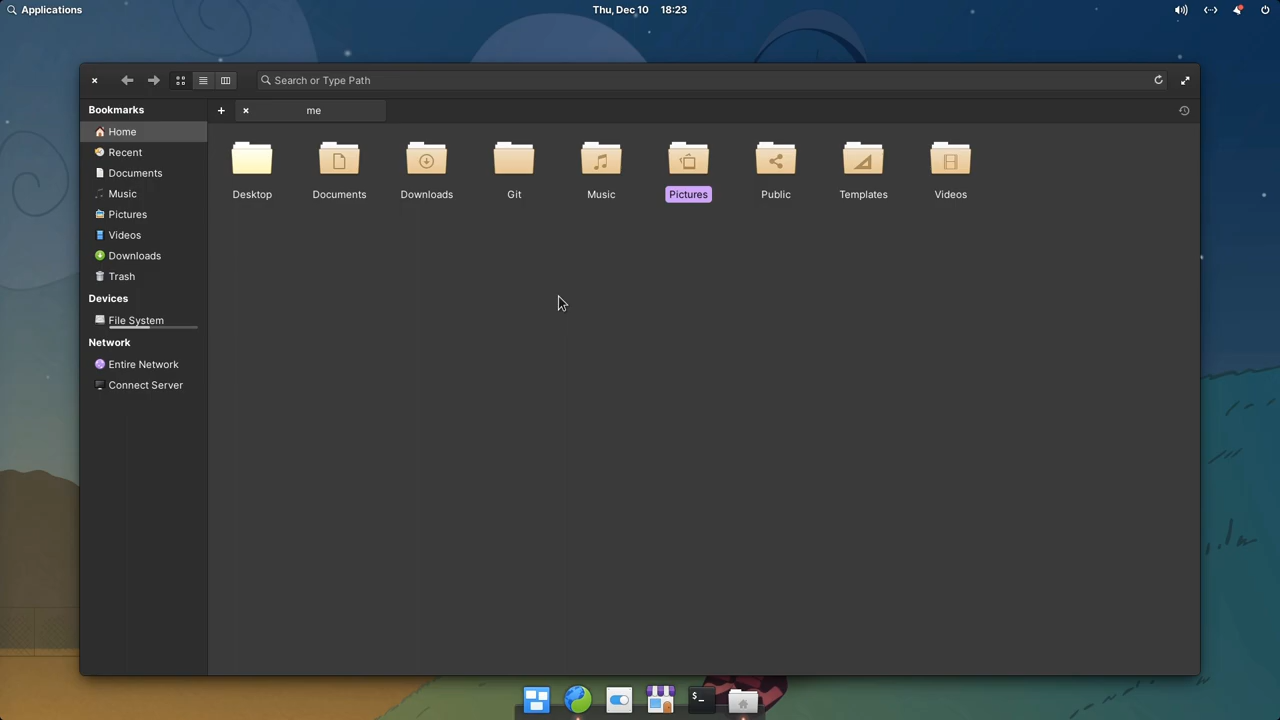 Applications
Thu, Dec 10 18:23
Search or Type Path
me
Bookmarks
Home
Recent
Documents
Music
Pictures
Videos
Downloads
Trash
Devices
File System
Network
Entire Network
Connect Server
Desktop
Documents
Downloads
Git
Music
Pictures
Public
Templates
Videos